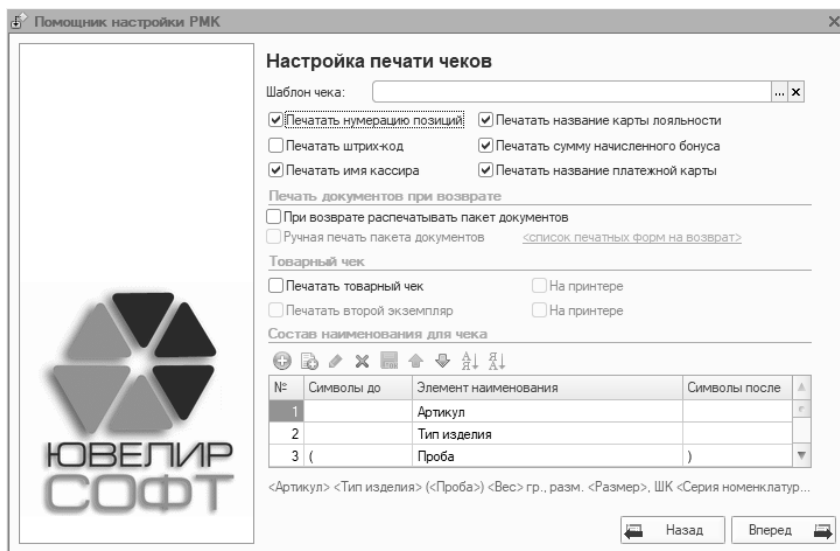 Помощник настройки РМК
Настройка печати чеков
Шаблон чека:
Печатать нумерацию позиций
Печатать название карты лояльности
Печатать штрих-код
Печатать сумму начисленного бонуса
Печатать имя кассира
Печатать название платежной карты
Печать документов при возврате
При возврате распечатывать пакет документов
Ручная печать пакета документов <список печатных форм на возврат>
Товарный чек
Печатать товарный чек На принтере
Печатать второй экземпляр На принтере
Состав наименования для чека
№ Символы до Элемент наименования Символы после
1 Артикул
2 Тип изделия
3 ( Проба )
<Артикул> <Тип изделия> (<Проба>) <Вес> гр., разм. <Размер>, ШК <Серия номенклатур...
Назад Вперед
ЮВЕЛИР
СОФТ